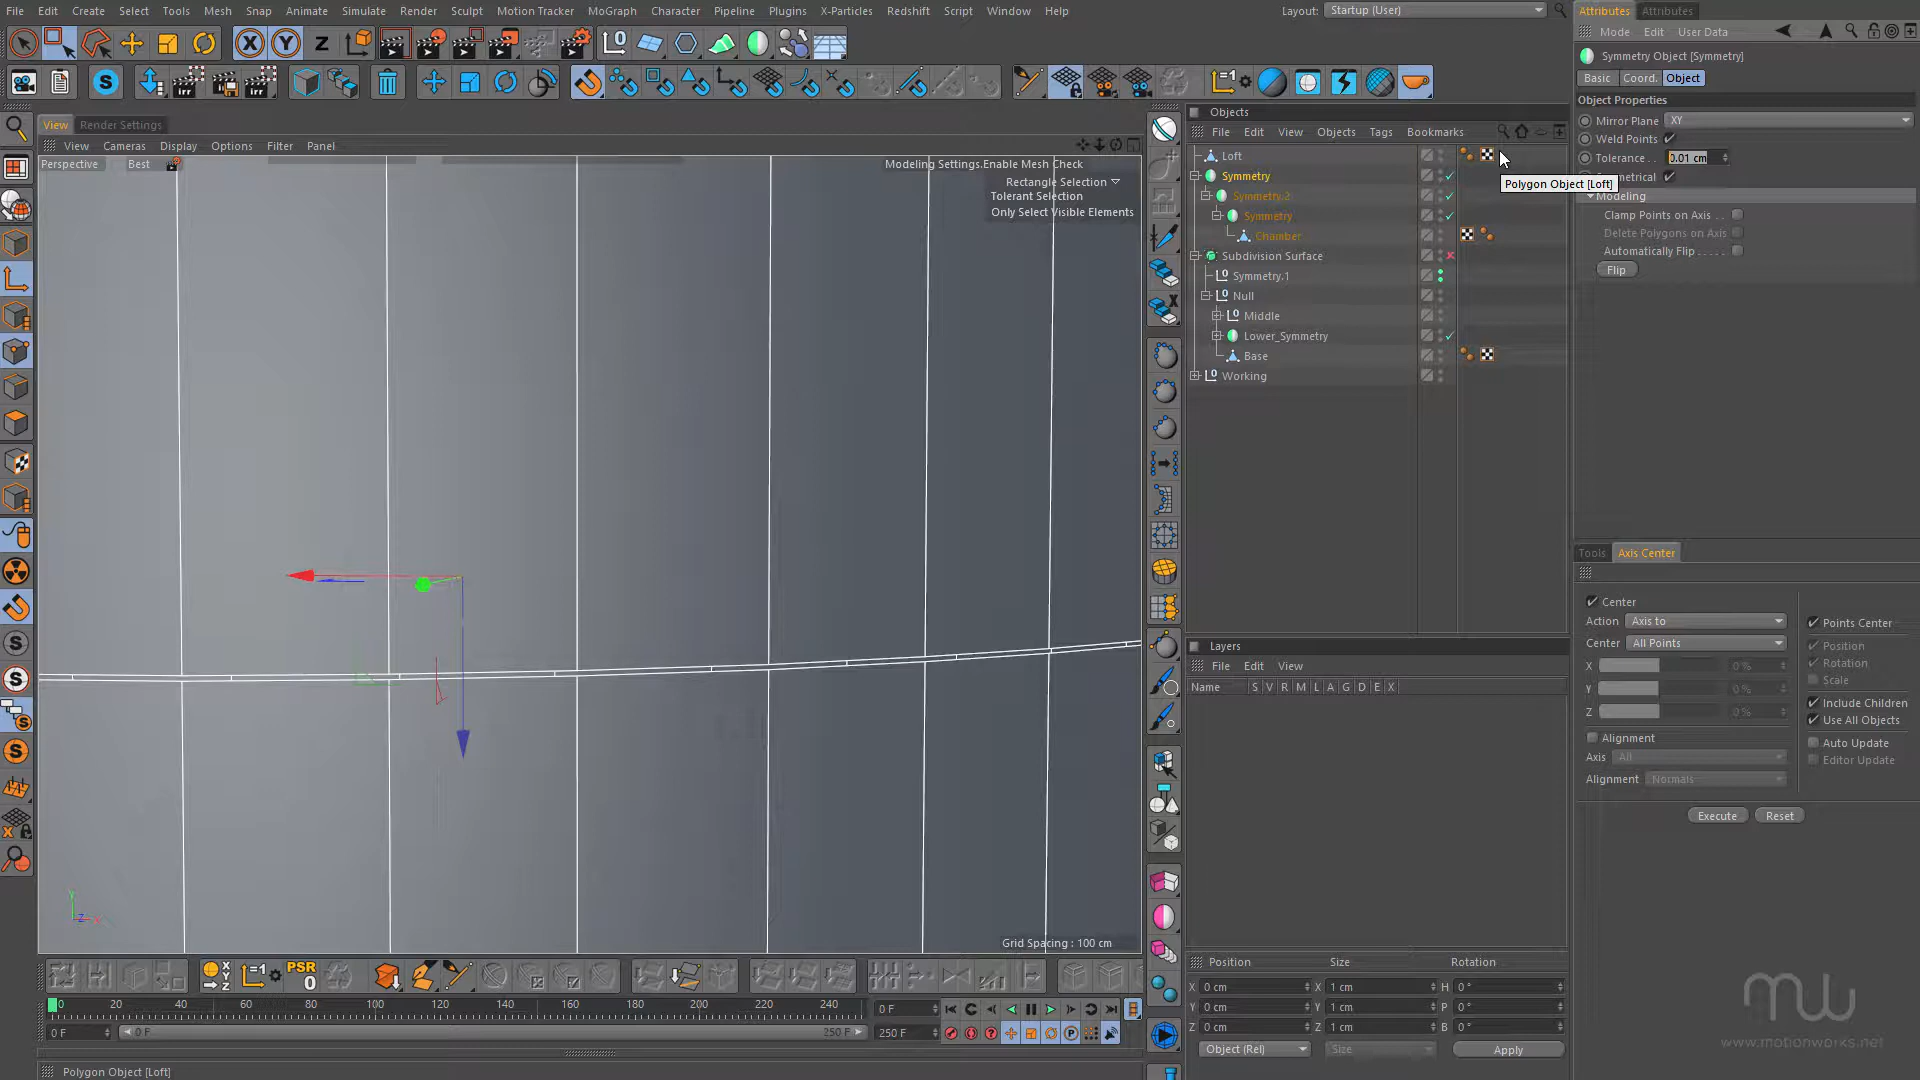 File Edit Create Select Tools Mesh Snap Animate Simulate Render Sculpt Motion Tracker MoGraph Character Pipeline Plugins X-Particles Redshift Script Window Help
Layout: Startup (User)
Attributes Attributes
Mode Edit User Data
Symmetry Object [Symmetry]
Basic Coord. Object
Object Properties
Mirror Plane XY
Weld Points
Tolerance . . 0.01 cm
Modeling
Clamp Points on Axis . .
Delete Polygons on Axis
Automatically Flip . . . . .
Flip
View Render Settings
View Cameras Display Options Filter Panel
Perspective Best
Modeling Settings.Enable Mesh Check
Rectangle Selection
Tolerant Selection
Only Select Visible Elements
Grid Spacing : 100 cm
Objects
File Edit View Objects Tags Bookmarks
Loft
Symmetry
Symmetry.2
Symmetry
Chamber
Subdivision Surface
Symmetry.1
Null
Middle
Lower_Symmetry
Base
Working
Polygon Object [Loft]
Layers
File Edit View
Name S V R M L A G D E X
Tools Axis Center
Center
Action Axis to
Center All Points
X 0 %
Y 0 %
Z 0 %
Points Center
Position
Rotation
Scale
Include Children
Use All Objects
Alignment
Axis All
Alignment Normals
Auto Update
Editor Update
Execute Reset
Position Size Rotation
X 0 cm X 1 cm H 0 °
Y 0 cm Y 1 cm P 0 °
Z 0 cm Z 1 cm B 0 °
Object (Rel) Size Apply
PSR
0
0 20 40 60 80 100 120 140 160 180 200 220 240 0 F
0 F 0 F 250 F 250 F
Polygon Object [Loft]
mw
www.motionworks.net